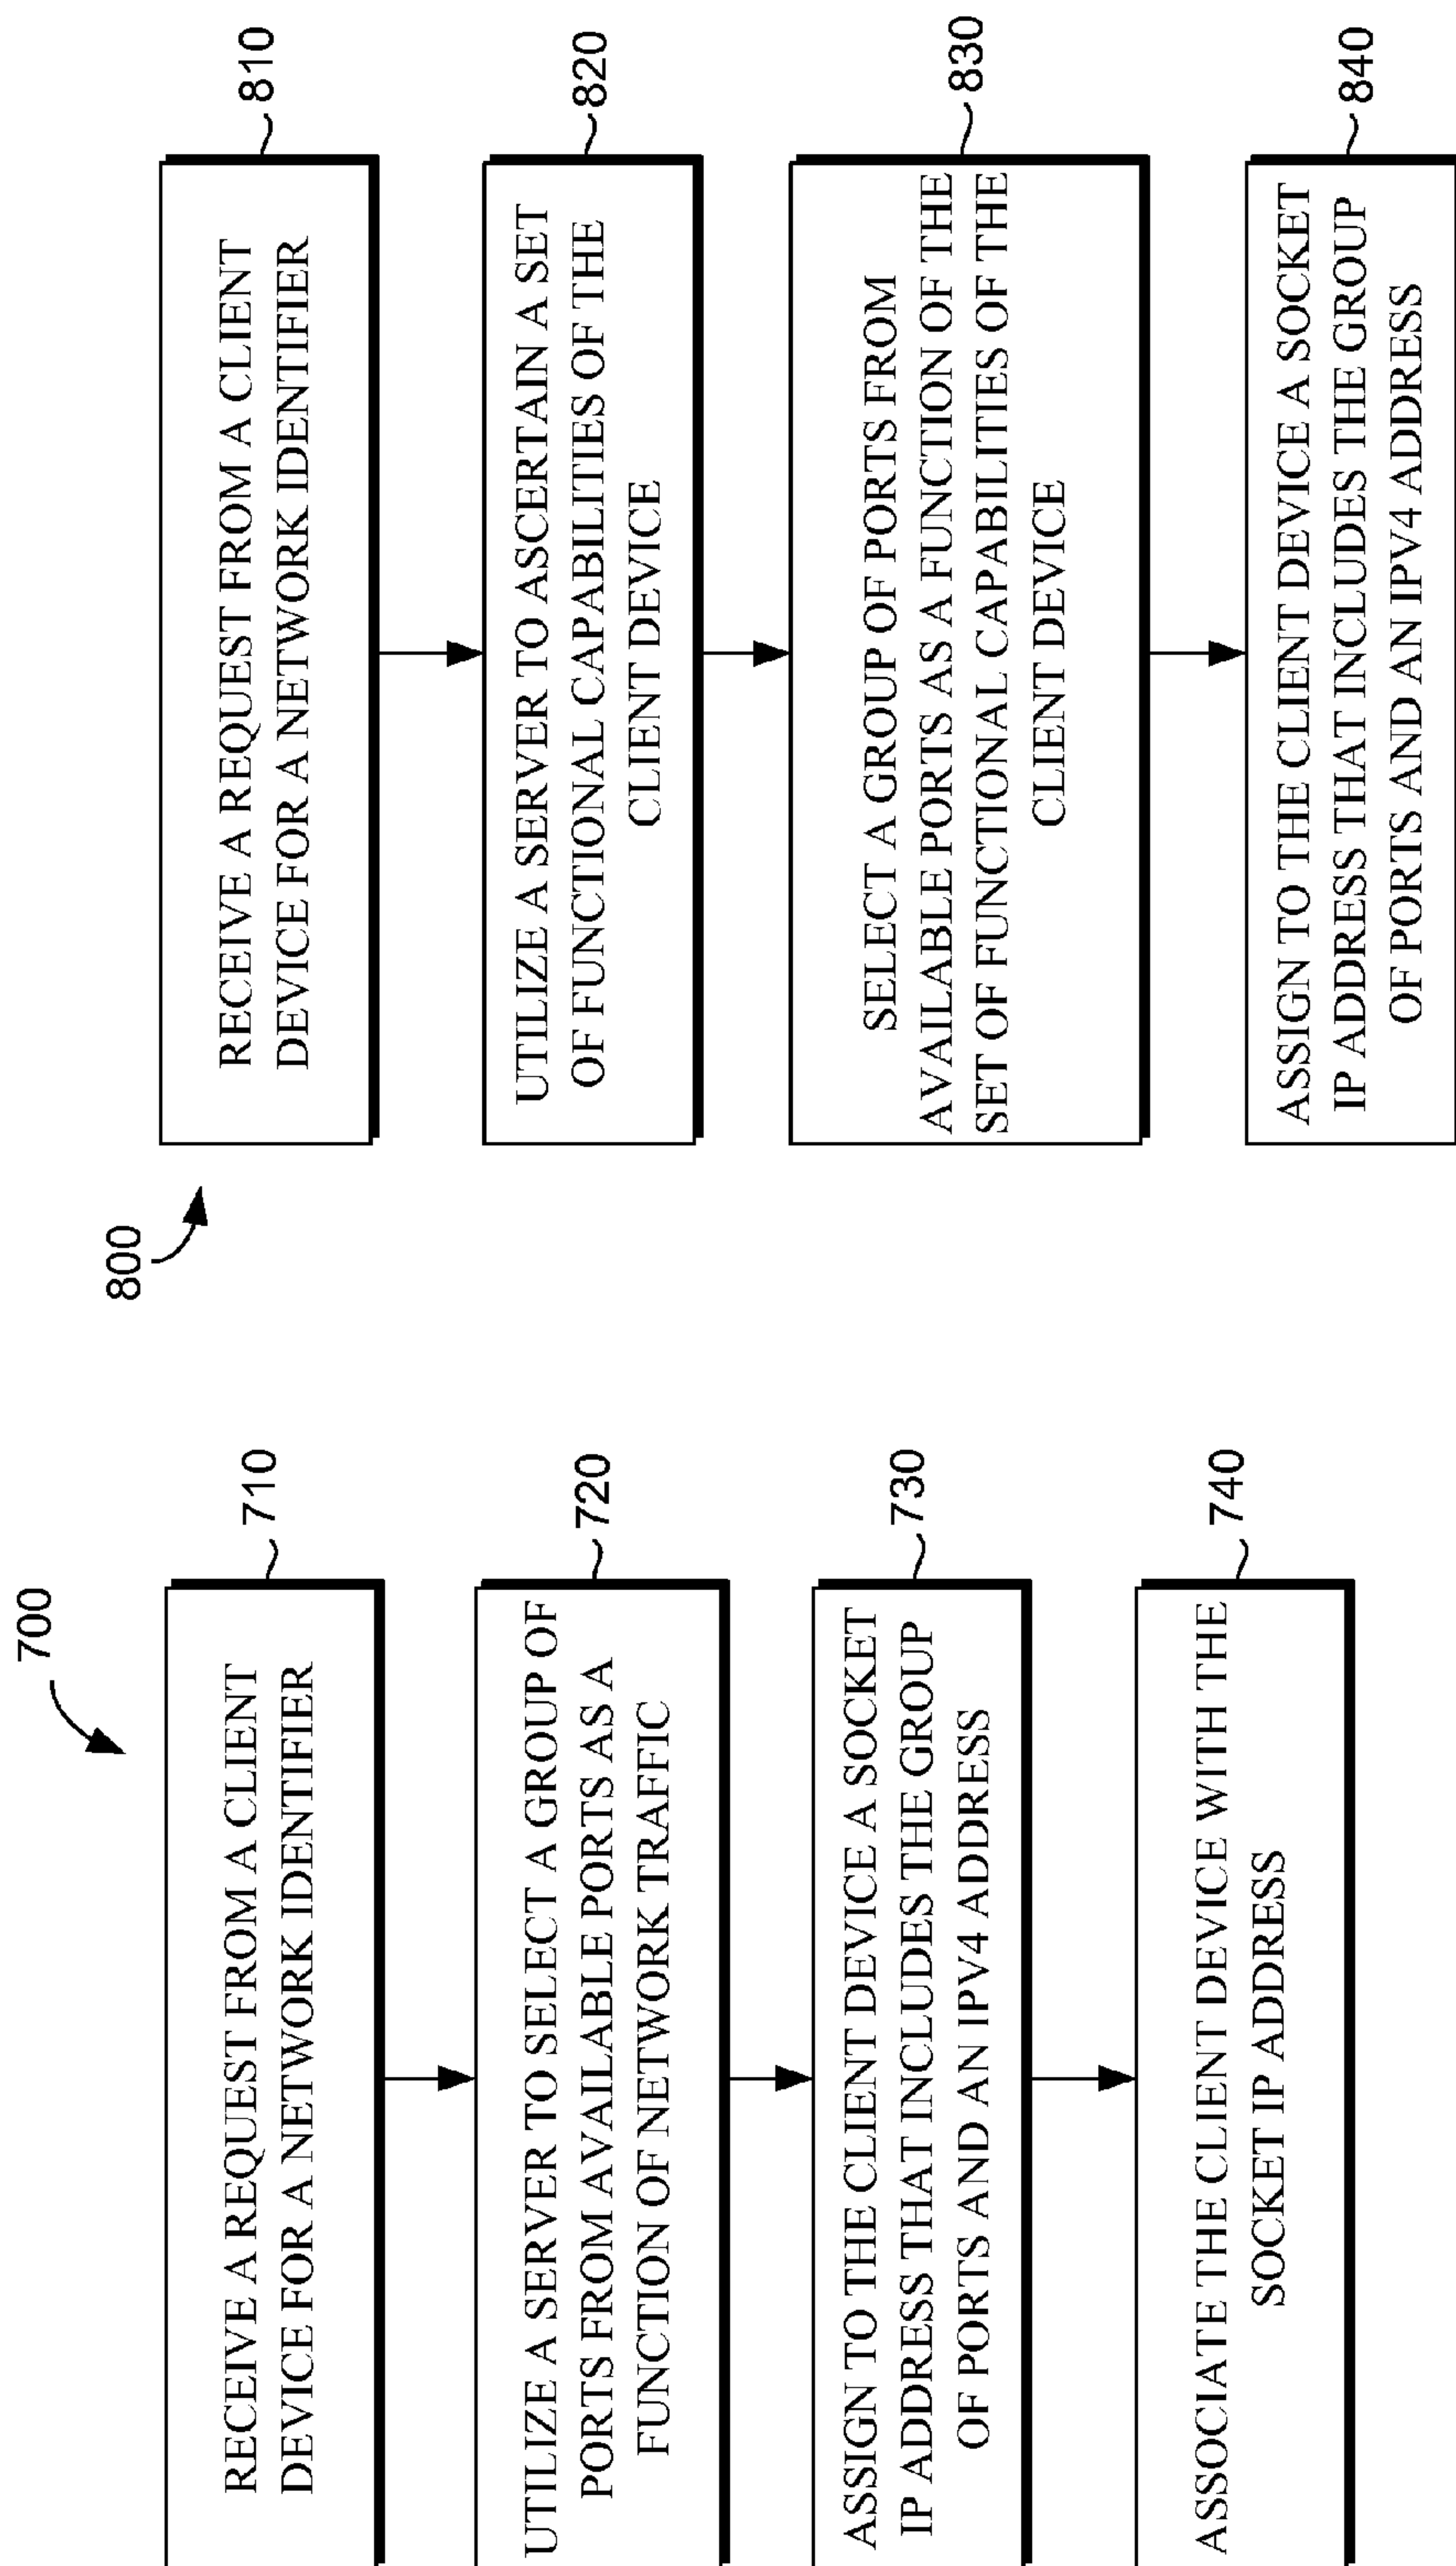 700
RECEIVE A REQUEST FROM A CLIENT
DEVICE FOR A NETWORK IDENTIFIER
710
UTILIZE A SERVER TO SELECT A GROUP OF
PORTS FROM AVAILABLE PORTS AS A
FUNCTION OF NETWORK TRAFFIC
720
ASSIGN TO THE CLIENT DEVICE A SOCKET
IP ADDRESS THAT INCLUDES THE GROUP
OF PORTS AND AN IPV4 ADDRESS
730
ASSOCIATE THE CLIENT DEVICE WITH THE
SOCKET IP ADDRESS
740
800
RECEIVE A REQUEST FROM A CLIENT
DEVICE FOR A NETWORK IDENTIFIER
810
UTILIZE A SERVER TO ASCERTAIN A SET
OF FUNCTIONAL CAPABILITIES OF THE
CLIENT DEVICE
820
SELECT A GROUP OF PORTS FROM
AVAILABLE PORTS AS A FUNCTION OF THE
SET OF FUNCTIONAL CAPABILITIES OF THE
CLIENT DEVICE
830
ASSIGN TO THE CLIENT DEVICE A SOCKET
IP ADDRESS THAT INCLUDES THE GROUP
OF PORTS AND AN IPV4 ADDRESS
840